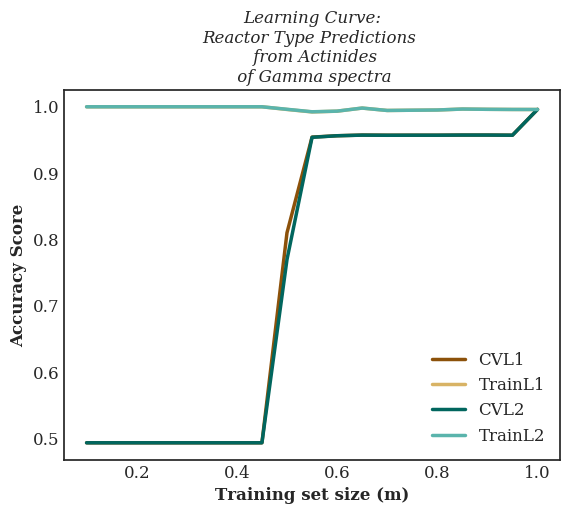 Learning Curve:
Reactor Type Predictions
from Actinides
of Gamma spectra
Accuracy Score
1.0
0.9
0.8
0.7
0.6
0.5
CVL1
TrainL1
CVL2
TrainL2
0.2 0.4 0.6 0.8 1.0
Training set size (m)